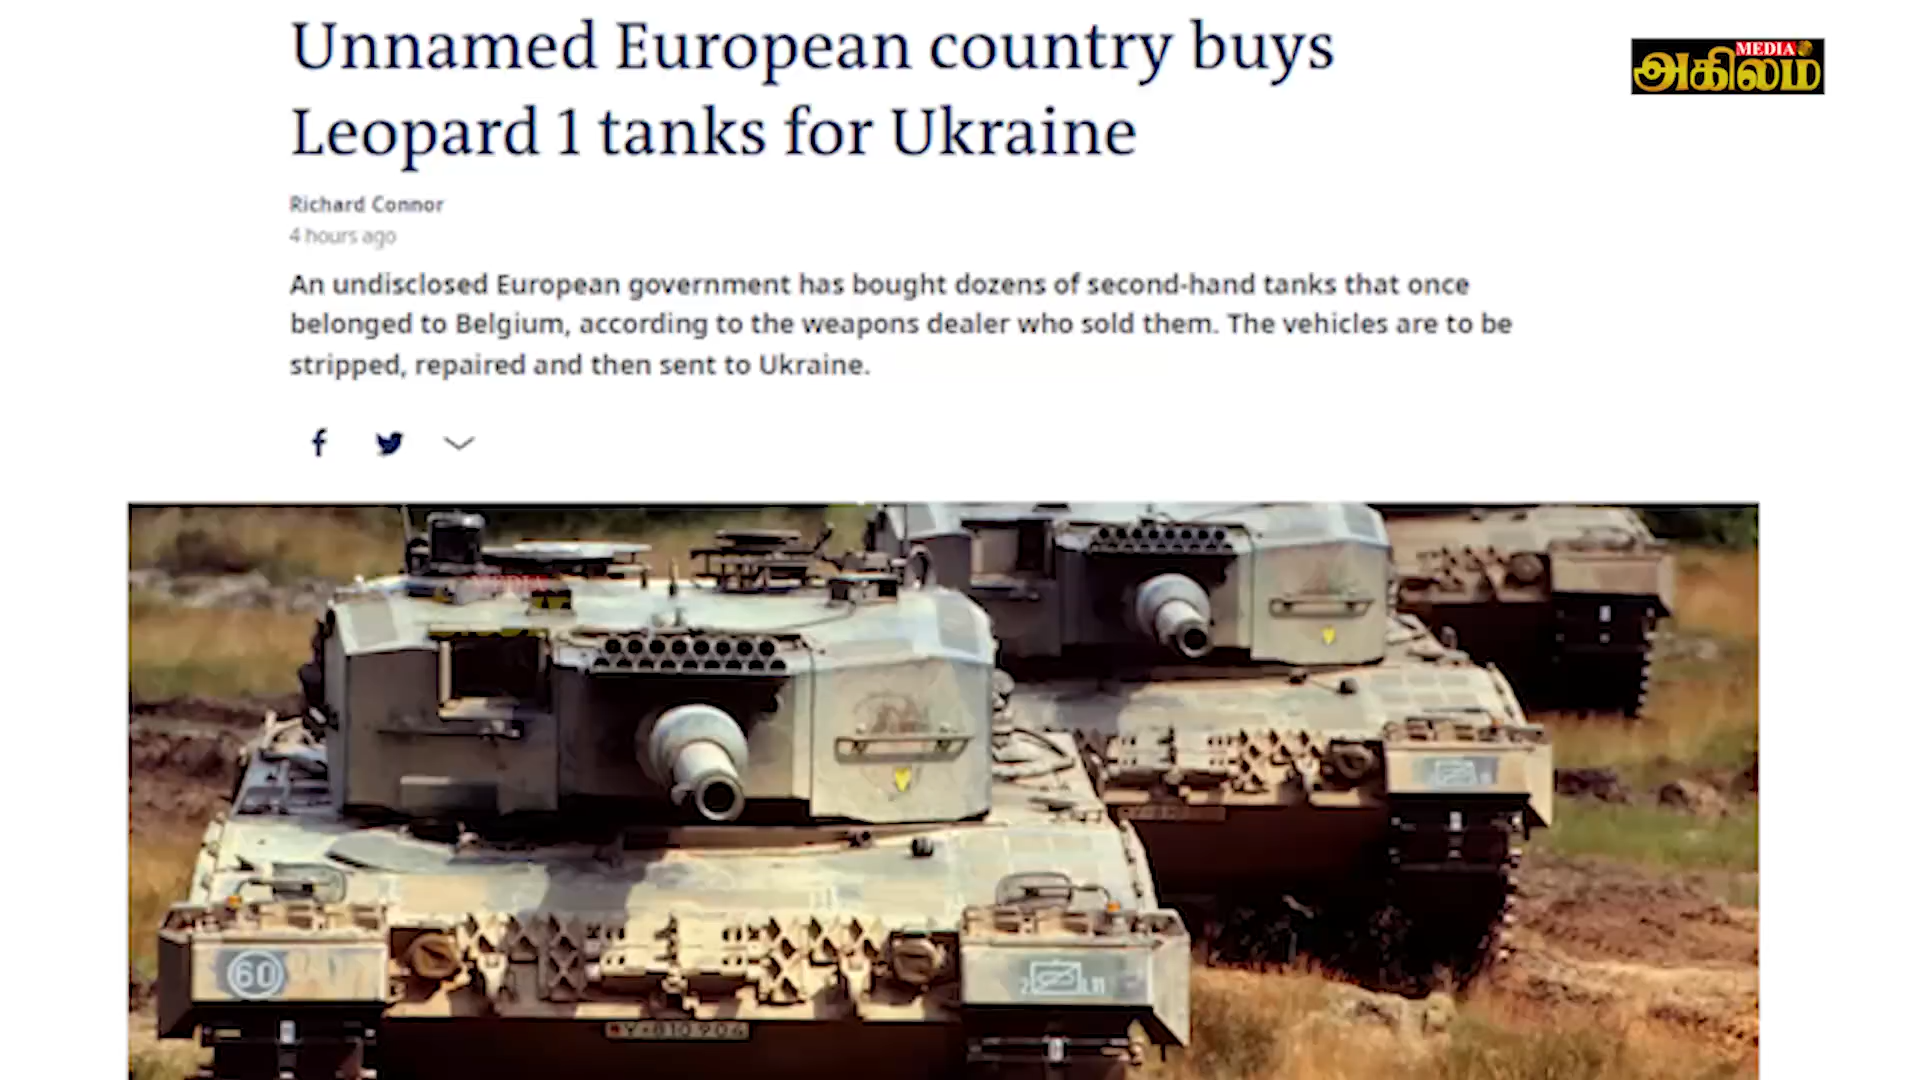 Unnamed European country buys
Leopard 1 tanks for Ukraine
MEDIA
அகிலம்
Richard Connor
4 hours ago
An undisclosed European government has bought dozens of second-hand tanks that once
belonged to Belgium, according to the weapons dealer who sold them. The vehicles are to be
stripped, repaired and then sent to Ukraine.
60
Y-810 904